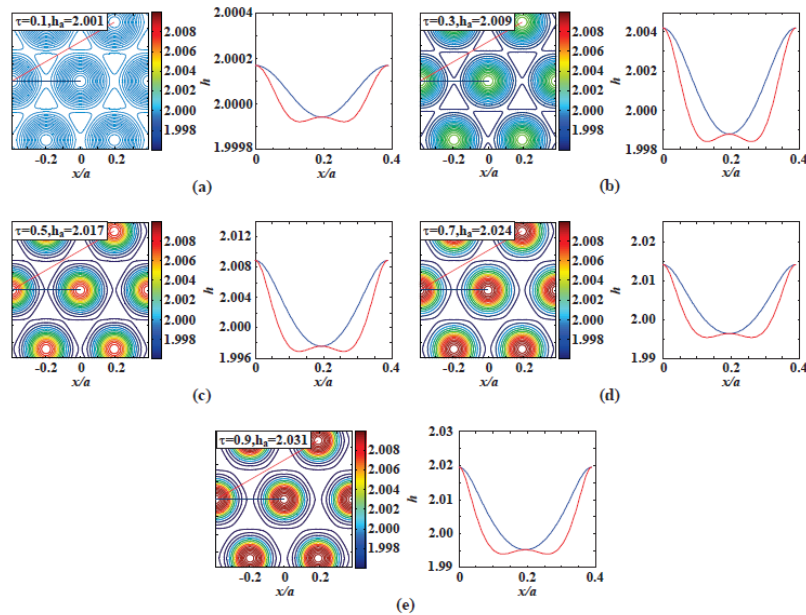 τ=0.1,hₐ=2.001
2.008
2.006
2.004
2.002
2.000
1.998
-0.2 0 0.2
x/a
2.0004
2.0002
2.0000
1.9998
h
0 0.2 0.4
x/a
(a)
τ=0.3,hₐ=2.009
2.008
2.006
2.004
2.002
2.000
1.998
-0.2 0 0.2
x/a
2.004
2.003
2.000
1.998
h
0 0.2 0.4
x/a
(b)
τ=0.5,hₐ=2.017
2.008
2.006
2.004
2.002
2.000
1.998
-0.2 0 0.2
x/a
2.012
2.008
2.004
2.000
1.996
h
0 0.2 0.4
x/a
(c)
τ=0.7,hₐ=2.024
2.008
2.006
2.004
2.002
2.000
1.998
-0.2 0 0.2
x/a
2.02
2.01
2.00
1.99
h
0 0.2 0.4
x/a
(d)
τ=0.9,hₐ=2.031
2.008
2.006
2.004
2.002
2.000
1.998
-0.2 0 0.2
x/a
2.03
2.02
2.01
2.00
1.99
h
0 0.2 0.4
x/a
(e)